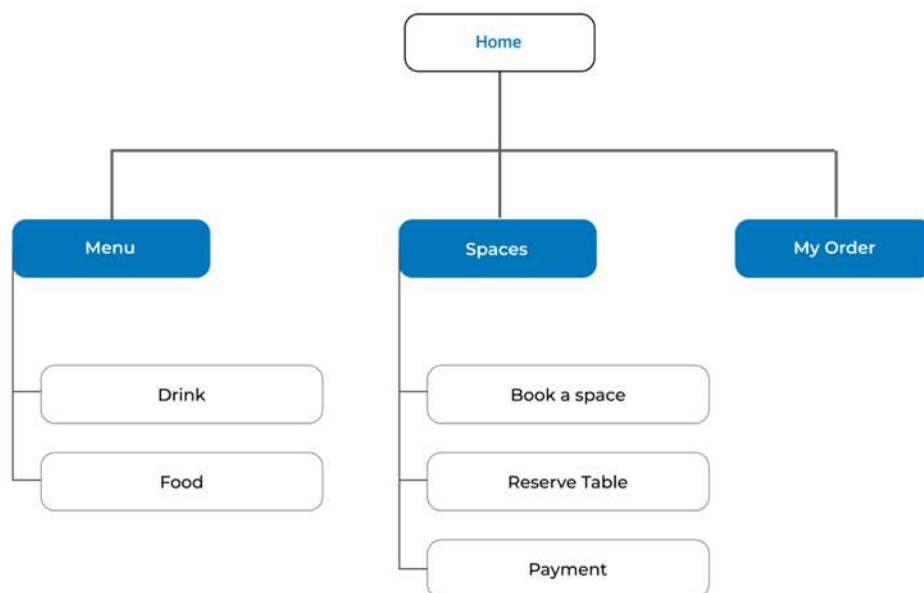 Home
Menu
Spaces
My Order
Drink
Book a space
Food
Reserve Table
Payment